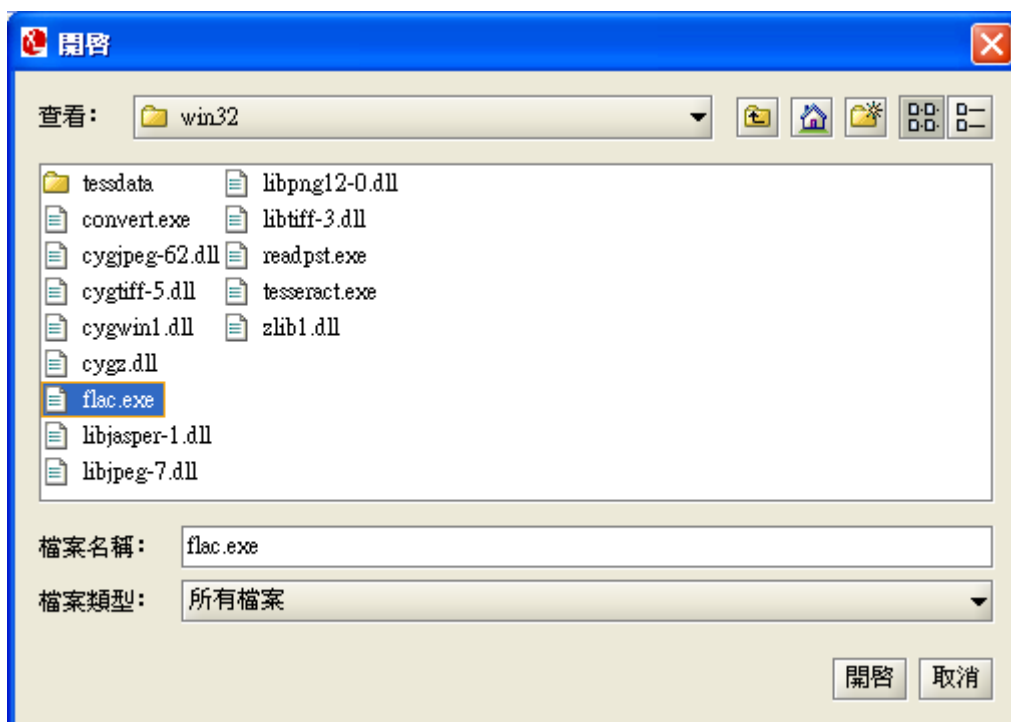 開啓
查看： win32
tessdata
convert.exe
cygjpeg-62.dll
cygtiff-5.dll
cygwin1.dll
cygz.dll
flac.exe
libjasper-1.dll
libjpeg-7.dll
libpng12-0.dll
libtiff-3.dll
readpst.exe
tesseract.exe
zlib1.dll
檔案名稱： flac.exe
檔案類型： 所有檔案
開啓 取消